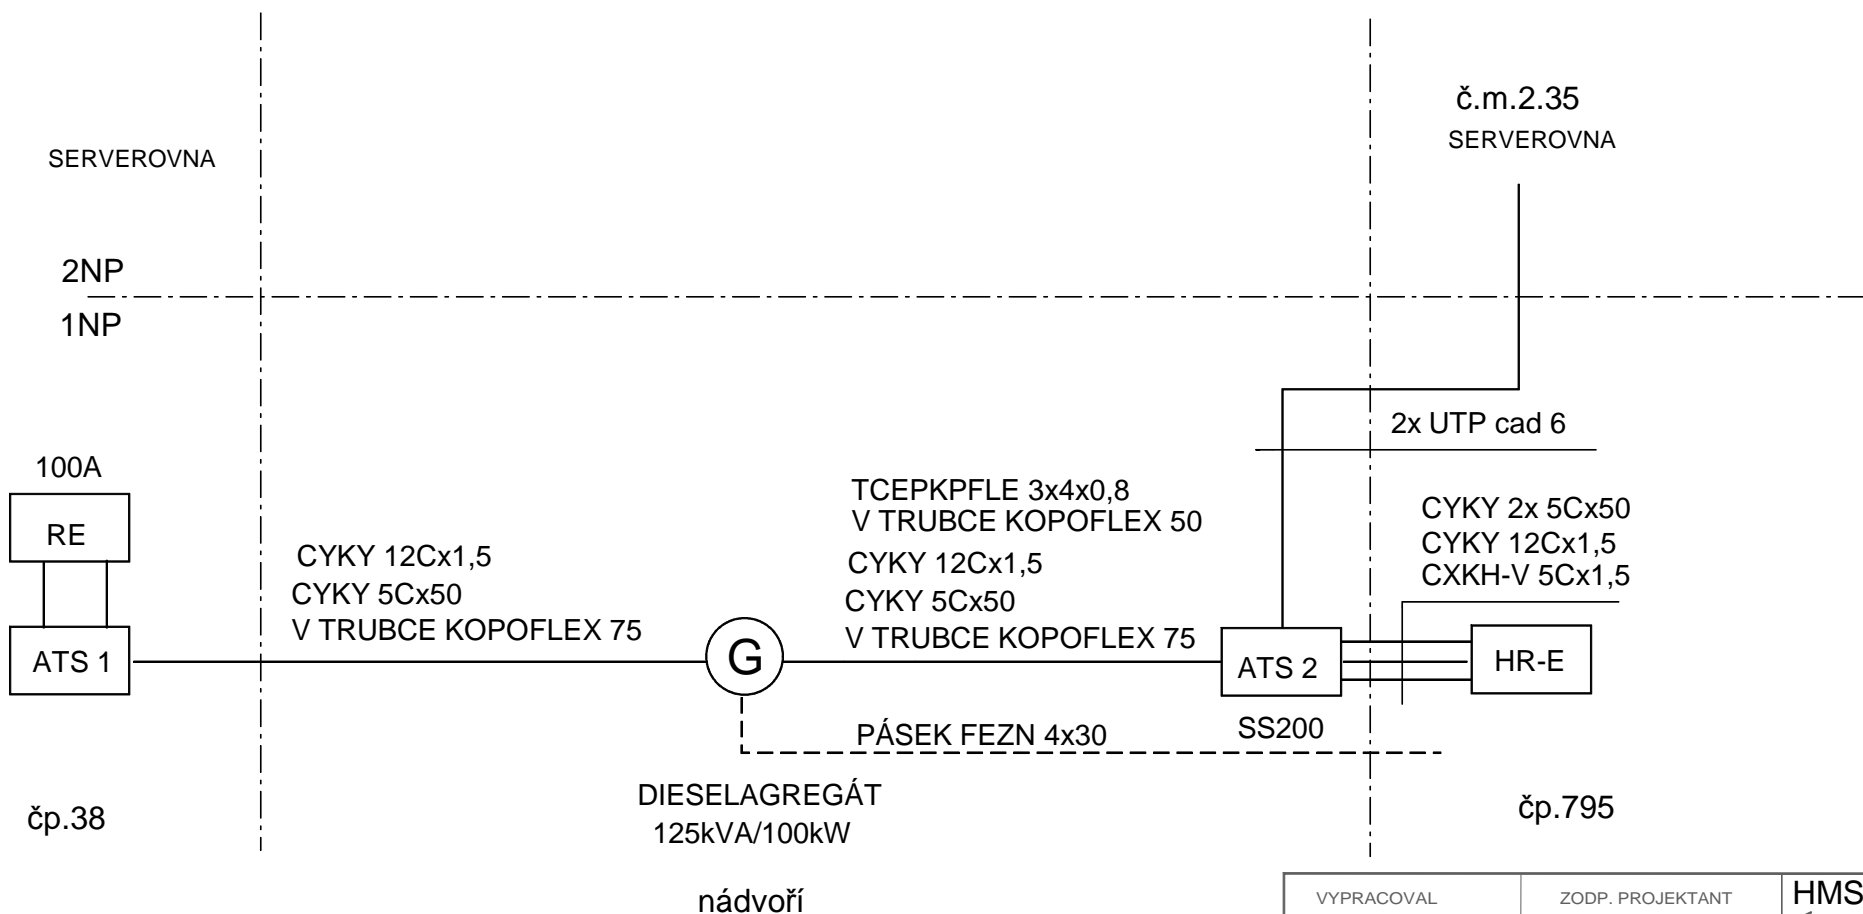 č.m.2.35
SERVEROVNA
SERVEROVNA
2NP
1NP
2x UTP cad 6
100A
RE
ATS 1
CYKY 12Cx1,5
CYKY 5Cx50
V TRUBCE KOPOFLEX 75
G
TCEPKPFLE 3x4x0,8
V TRUBCE KOPOFLEX 50
CYKY 12Cx1,5
CYKY 5Cx50
V TRUBCE KOPOFLEX 75
ATS 2
SS200
CYKY 2x 5Cx50
CYKY 12Cx1,5
CXKH-V 5Cx1,5
HR-E
PÁSEK FEZN 4x30
DIESELAGREGÁT
125kVA/100kW
čp.38
čp.795
nádvoří
VYPRACOVAL
ZODP. PROJEKTANT
HMS